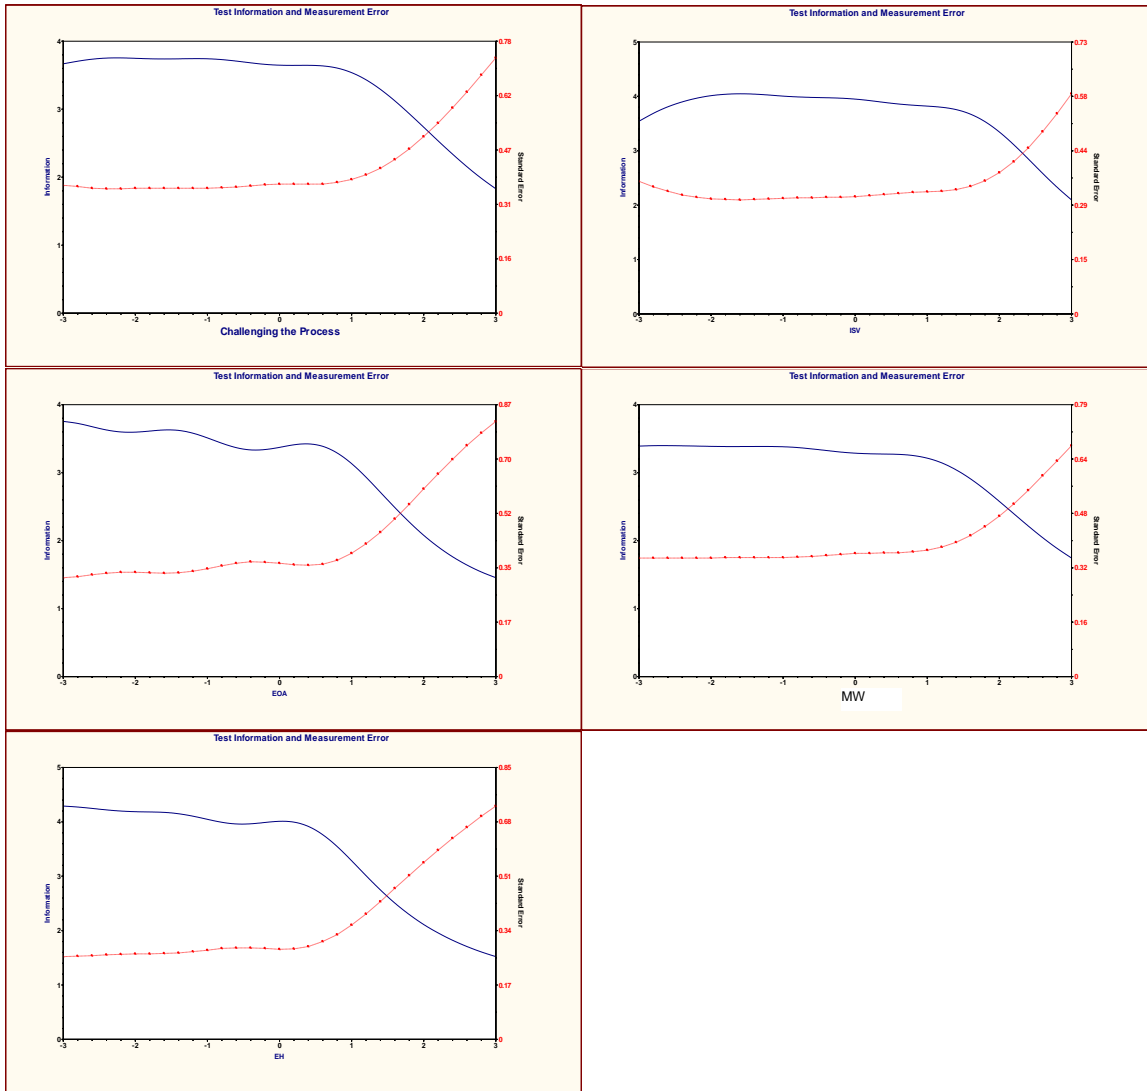 Test Information and Measurement Error
4
3
2
1
0
0.78
0.62
0.47
0.31
0.16
0
Information
Standard Error
-3 -2 -1 0 1 2 3
Challenging the Process
Test Information and Measurement Error
5
4
3
2
1
0
0.73
0.58
0.44
0.29
0.15
0
Information
Standard Error
-3 -2 -1 0 1 2 3
ISV
Test Information and Measurement Error
4
3
2
1
0
0.87
0.70
0.52
0.35
0.17
0
Information
Standard Error
-3 -2 -1 0 1 2 3
EOA
Test Information and Measurement Error
4
3
2
1
0
0.79
0.64
0.48
0.32
0.16
0
Information
Standard Error
-3 -2 -1 0 1 2 3
MW
Test Information and Measurement Error
5
4
3
2
1
0
0.85
0.68
0.51
0.34
0.17
0
Information
Standard Error
-3 -2 -1 0 1 2 3
EH